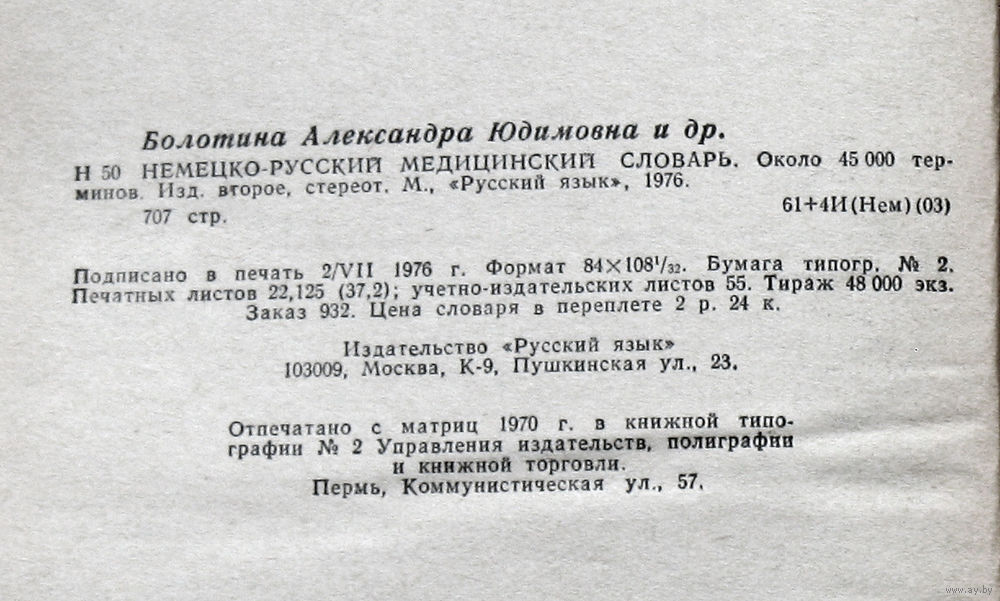 Болотина Александра Юдимовна и др.
Н 50 НЕМЕЦКО-РУССКИЙ МЕДИЦИНСКИЙ СЛОВАРЬ. Около 45 000 тер-
минов. Изд. второе, стереот. М., «Русский язык», 1976.
707 стр.
61+4И(Нем)(03)
Подписано в печать 2/VII 1976 г. Формат 84×108¹/₃₂. Бумага типогр. № 2.
Печатных листов 22,125 (37,2); учетно-издательских листов 55. Тираж 48 000 экз.
Заказ 932. Цена словаря в переплете 2 р. 24 к.
Издательство «Русский язык»
103009, Москва, К-9, Пушкинская ул., 23.
Отпечатано с матриц 1970 г. в книжной типо-
графии № 2 Управления издательств, полиграфии
и книжной торговли.
Пермь, Коммунистическая ул., 57.
www.ay.by